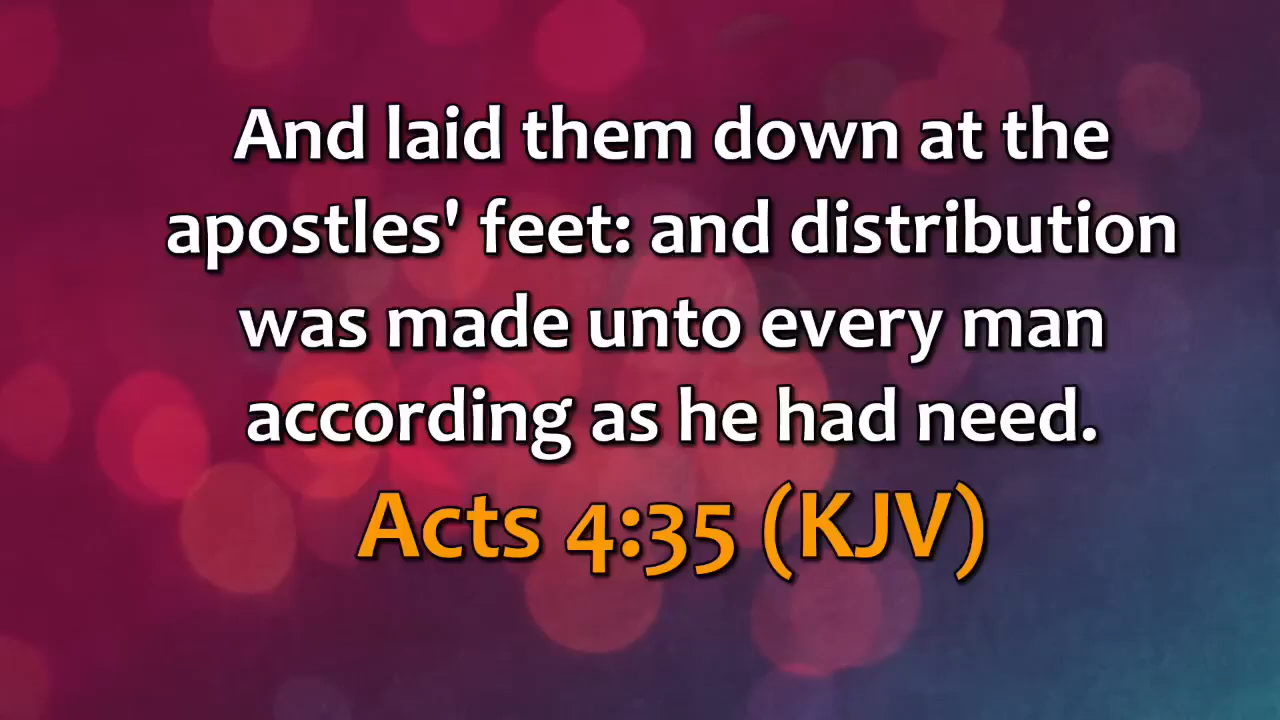 And laid them down at the
apostles' feet: and distribution
was made unto every man
according as he had need.
Acts 4:35 (KJV)